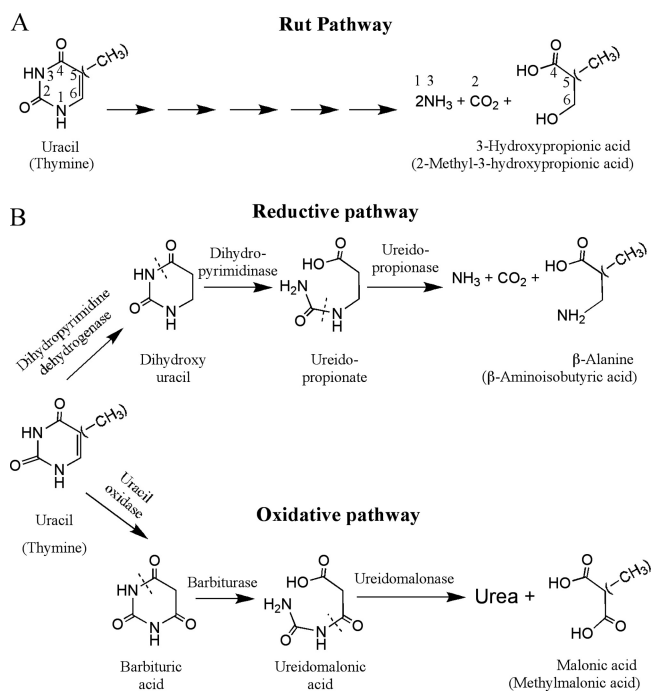 A
Rut Pathway
O
(-CH3)
HN 3 4 5
O 2 1 6
N
H
Uracil
(Thymine)
1 3 2
2NH3 + CO2 +
O
HO 4 5 (-CH3)
6
HO
3-Hydroxypropionic acid
(2-Methyl-3-hydroxypropionic acid)
B
Reductive pathway
Dihydropyrimidine
dehydrogenase
O
HN
O N
H
Dihydroxy
uracil
Dihydro-
pyrimidinase
O
HO
H2N
O N
H
Ureido-
propionate
Ureido-
propionase
NH3 + CO2 +
O
HO (-CH3)
NH2
β-Alanine
(β-Aminoisobutyric acid)
O
(-CH3)
HN
O N
H
Uracil
(Thymine)
Uracil
oxidase
Oxidative pathway
O
HN
O N O
H
Barbituric
acid
Barbiturase
O
HO
H2N
O N O
H
Ureidomalonic
acid
Ureidomalonase
Urea +
O
HO (-CH3)
HO O
Malonic acid
(Methylmalonic acid)